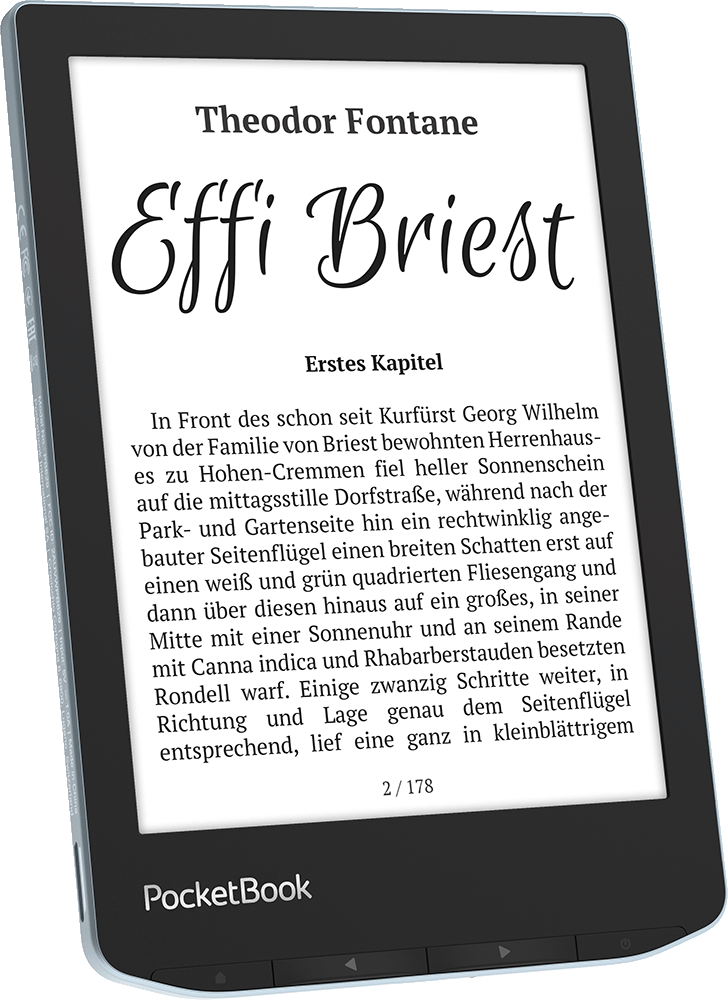 Theodor Fontane
Effi Briest
Erstes Kapitel
In Front des schon seit Kurfürst Georg Wilhelm
von der Familie von Briest bewohnten Herrenhaus-
es zu Hohen-Cremmen fiel heller Sonnenschein
auf die mittagsstille Dorfstraße, während nach der
Park- und Gartenseite hin ein rechtwinklig ange-
bauter Seitenflügel einen breiten Schatten erst auf
einen weiß und grün quadrierten Fliesengang und
dann über diesen hinaus auf ein großes, in seiner
Mitte mit einer Sonnenuhr und an seinem Rande
mit Canna indica und Rhabarberstauden besetzten
Rondell warf. Einige zwanzig Schritte weiter, in
Richtung und Lage genau dem Seitenflügel
entsprechend, lief eine ganz in kleinblättrigem
2 / 178
PocketBook